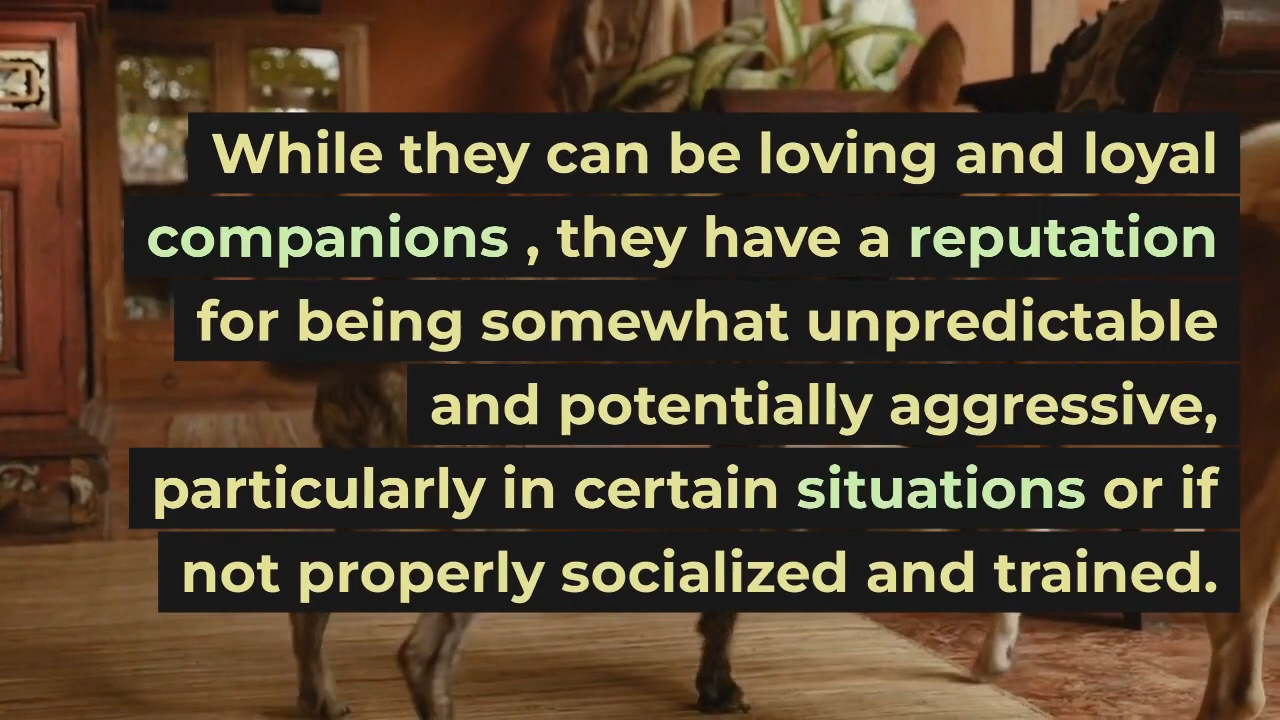 While they can be loving and loyal
companions , they have a reputation
for being somewhat unpredictable
and potentially aggressive,
particularly in certain situations or if
not properly socialized and trained.